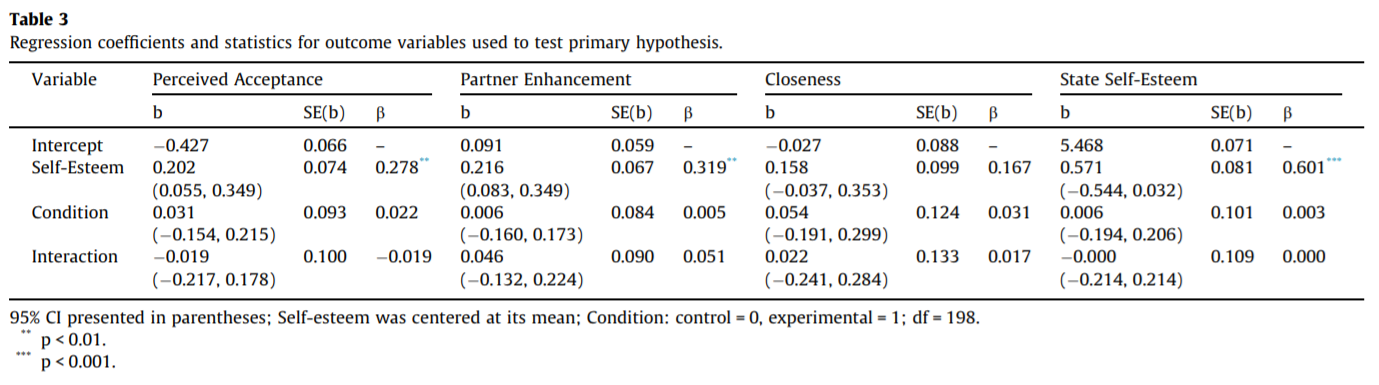 Table 3
Regression coefficients and statistics for outcome variables used to test primary hypothesis.
Variable Perceived Acceptance Partner Enhancement Closeness State Self-Esteem
b SE(b) β b SE(b) β b SE(b) β b SE(b) β
Intercept −0.427 0.066 – 0.091 0.059 – −0.027 0.088 – 5.468 0.071 –
Self-Esteem 0.202 0.074 0.278** 0.216 0.067 0.319** 0.158 0.099 0.167 0.571 0.081 0.601***
(0.055, 0.349) (0.083, 0.349) (−0.037, 0.353) (−0.544, 0.032)
Condition 0.031 0.093 0.022 0.006 0.084 0.005 0.054 0.124 0.031 0.006 0.101 0.003
(−0.154, 0.215) (−0.160, 0.173) (−0.191, 0.299) (−0.194, 0.206)
Interaction −0.019 0.100 −0.019 0.046 0.090 0.051 0.022 0.133 0.017 −0.000 0.109 0.000
(−0.217, 0.178) (−0.132, 0.224) (−0.241, 0.284) (−0.214, 0.214)
95% CI presented in parentheses; Self-esteem was centered at its mean; Condition: control = 0, experimental = 1; df = 198.
** p < 0.01.
*** p < 0.001.